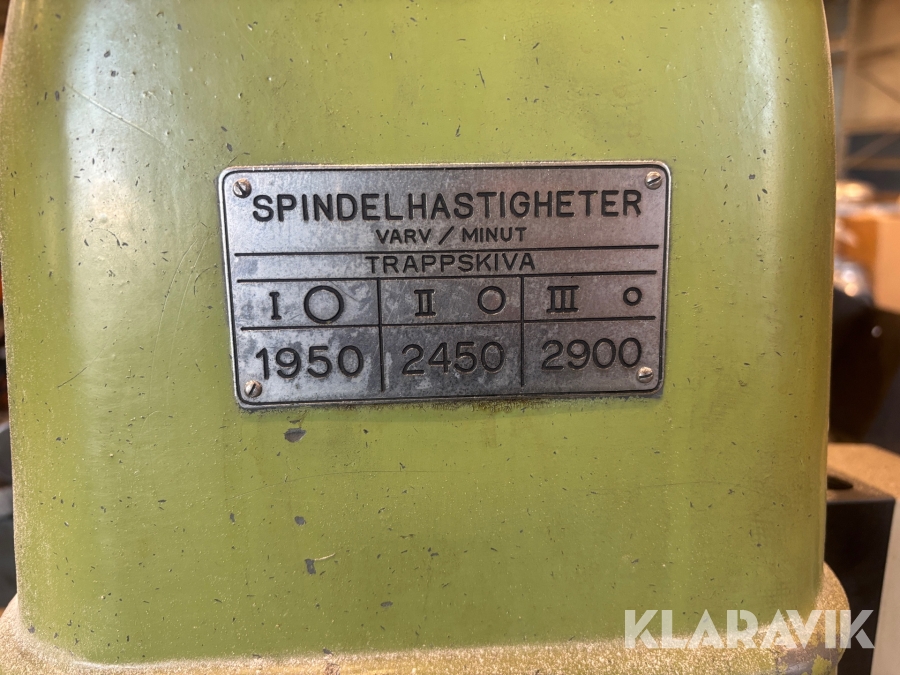 SPINDELHASTIGHETER
VARV / MINUT
TRAPPSKIVA
I II III
1950 2450 2900
KLARAVIK